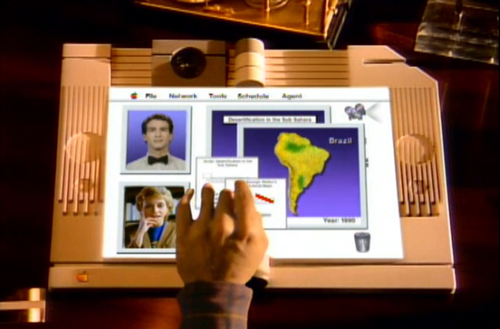 File Network Tools Schedule Agent
Desertification in the Sub Sahara
Brazil
Year: 1990